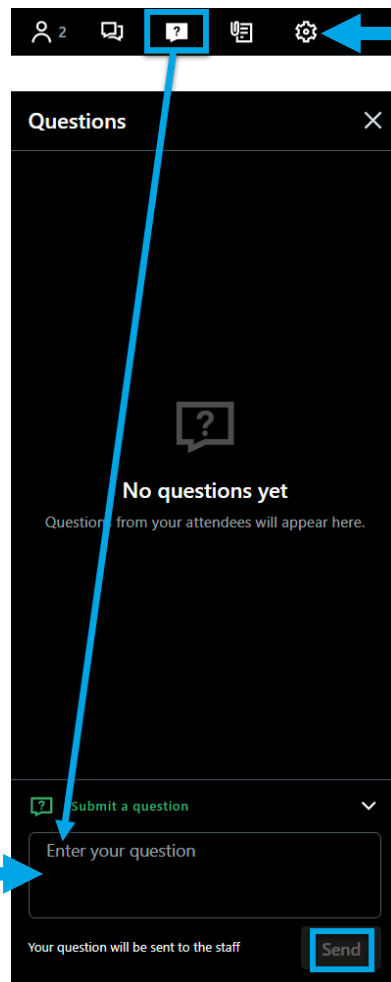 2
?
Questions
?
No questions yet
Questions from your attendees will appear here.
? Submit a question
Enter your question
Your question will be sent to the staff
Send